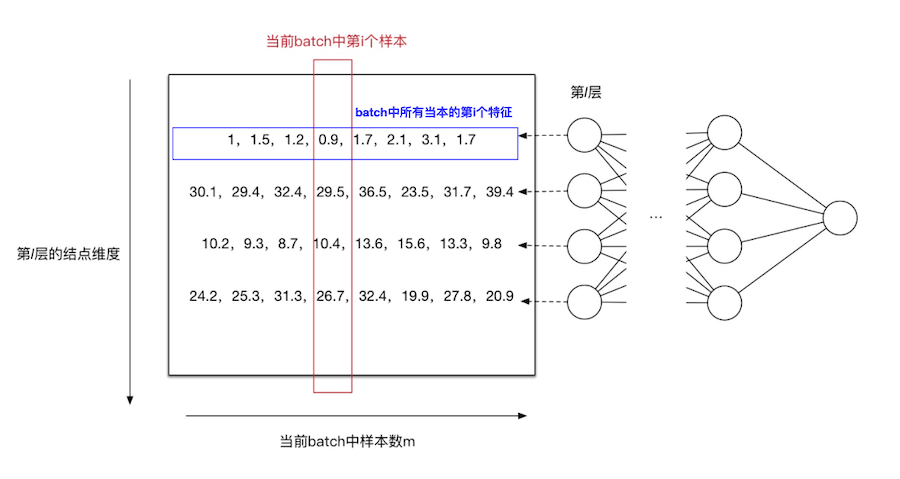 当前batch中第i个样本
第l层
batch中所有当本的第i个特征
1, 1.5, 1.2, 0.9, 1.7, 2.1, 3.1, 1.7
30.1, 29.4, 32.4, 29.5, 36.5, 23.5, 31.7, 39.4
...
第l层的结点维度
10.2, 9.3, 8.7, 10.4, 13.6, 15.6, 13.3, 9.8
24.2, 25.3, 31.3, 26.7, 32.4, 19.9, 27.8, 20.9
当前batch中样本数m